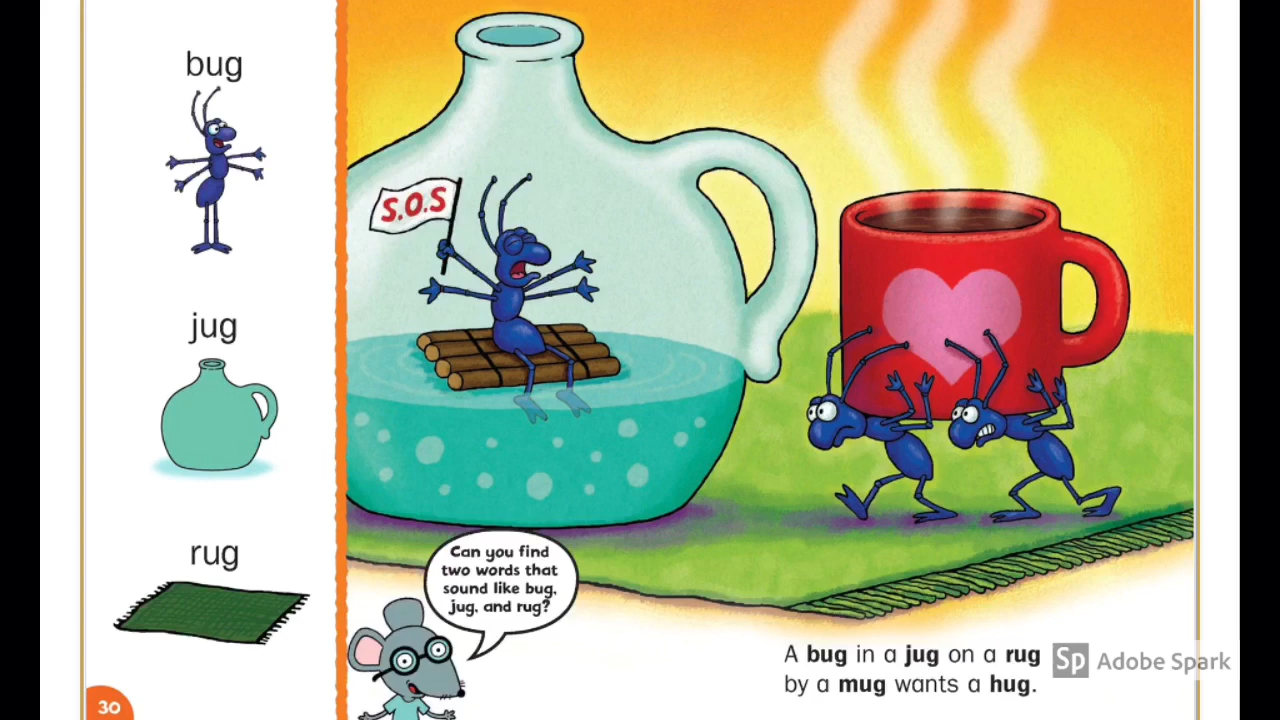 bug
jug
rug
30
S.O.S
Can you find
two words that
sound like bug,
jug, and rug?
A bug in a jug on a rug
by a mug wants a hug.
Sp Adobe Spark